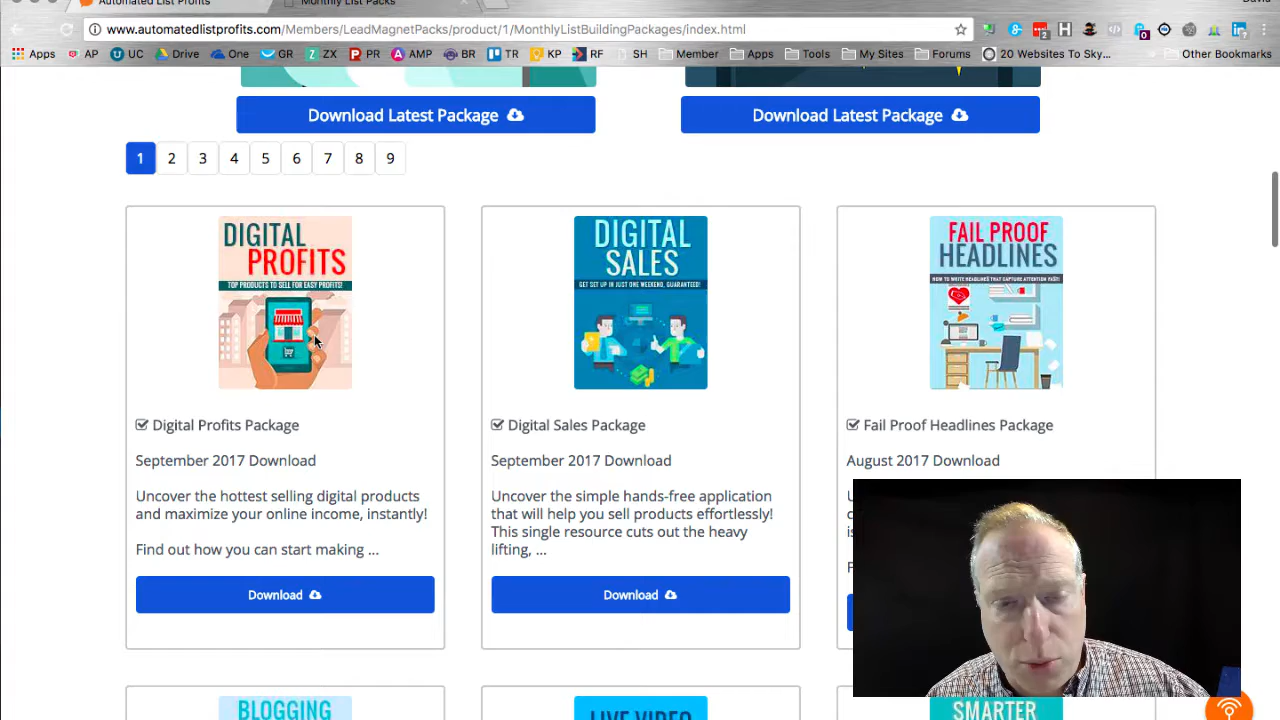 Automated List Profits
Monthly List Packs
www.automatedlistprofits.com/Members/LeadMagnetPacks/product/1/MonthlyListBuildingPackages/index.html
Apps AP UC Drive One GR ZX PR AMP BR TR KP RF SH Member Apps Tools My Sites Forums 20 Websites To Sky... Other Bookmarks
Download Latest Package
Download Latest Package
1 2 3 4 5 6 7 8 9
DIGITAL
PROFITS
TOP PRODUCTS TO SELL FOR EASY PROFITS!
Digital Profits Package
September 2017 Download
Uncover the hottest selling digital products
and maximize your online income, instantly!
Find out how you can start making ...
Download
DIGITAL
SALES
GET SET UP IN JUST ONE WEEKEND, GUARANTEED!
Digital Sales Package
September 2017 Download
Uncover the simple hands-free application
that will help you sell products effortlessly!
This single resource cuts out the heavy
lifting, ...
Download
FAIL PROOF
HEADLINES
HOW TO WRITE HEADLINES THAT CAPTURE ATTENTION FAST!
Fail Proof Headlines Package
August 2017 Download
BLOGGING
LIVE VIDEO
SMARTER